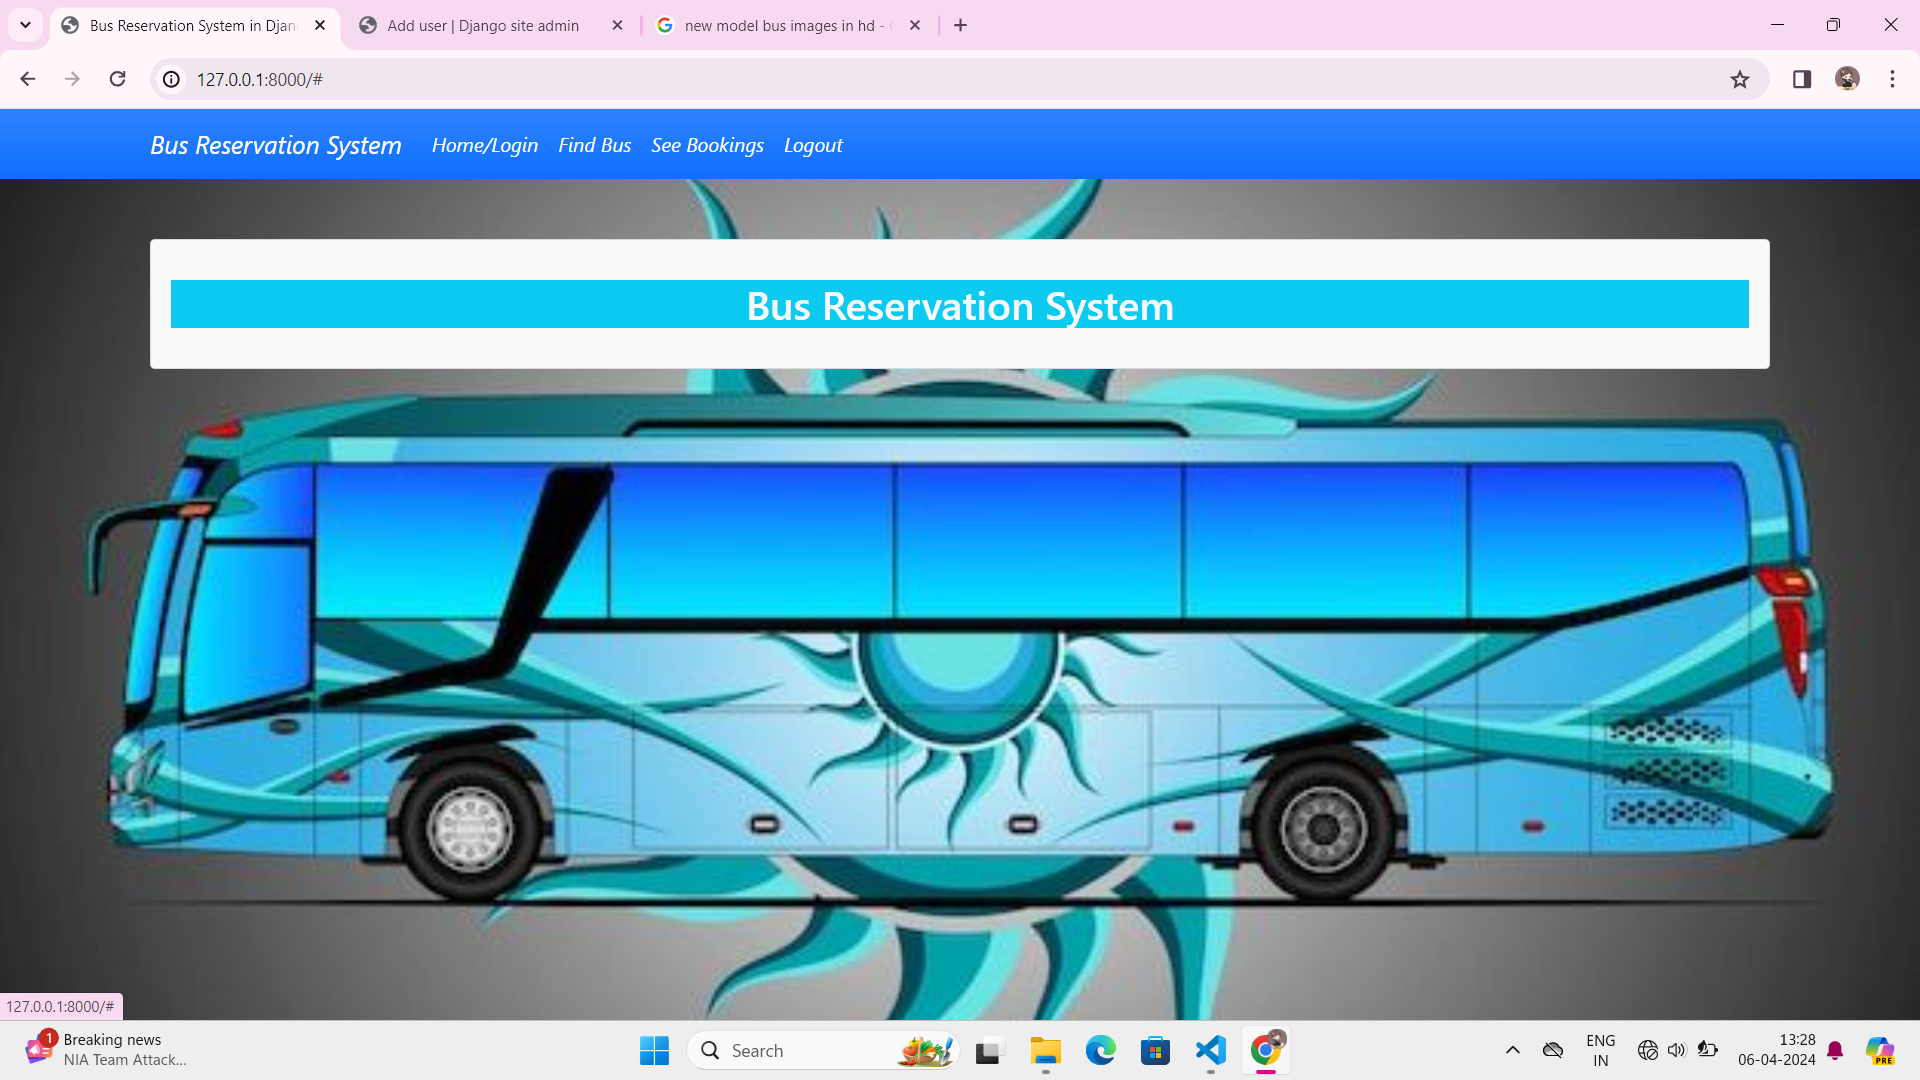 Bus Reservation System in Djan
Add user | Django site admin
new model bus images in hd -
127.0.0.1:8000/#
Bus Reservation System
Home/Login
Find Bus
See Bookings
Logout
Bus Reservation System
127.0.0.1:8000/#
1
Breaking news
NIA Team Attack...
Search
ENG
IN
13:28
06-04-2024
PRE